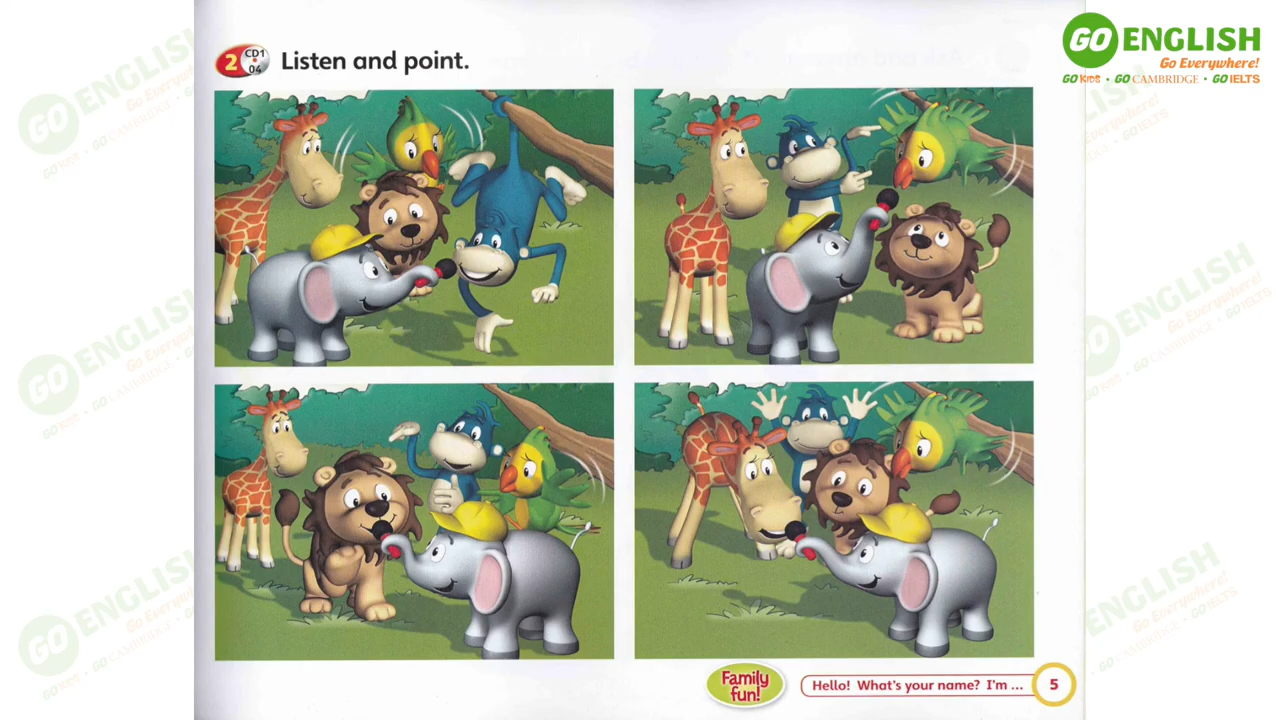 GO ENGLISH
Go Everywhere!
GO KIDS • GO CAMBRIDGE • GO IELTS
2 CD1 04 Listen and point.
Family fun!
Hello! What's your name? I'm ... 5